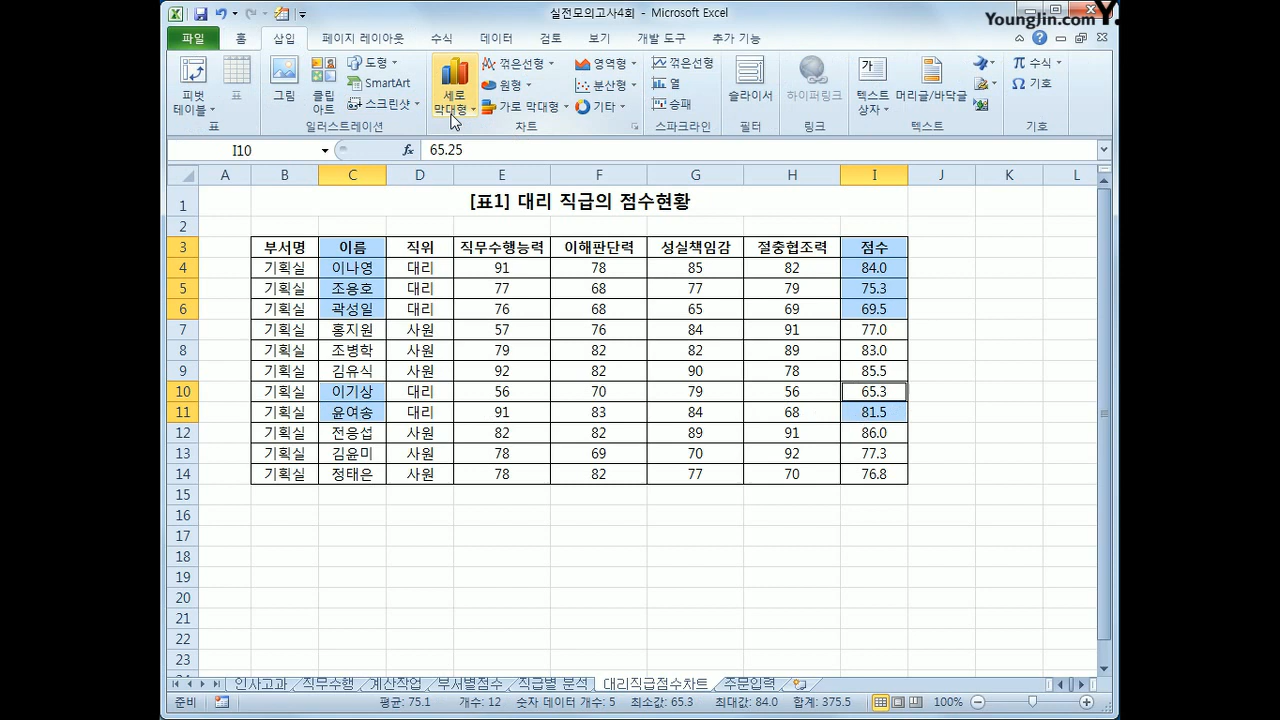 실전모의고사4회 - Microsoft Excel
YoungJin.com Y.
파일 홈 삽입 페이지 레이아웃 수식 데이터 검토 보기 개발 도구 추가 기능
피벗 테이블 표 그림 클립 아트 도형 SmartArt 스크린샷 세로 막대형 꺾은선형 원형 가로 막대형 영역형 분산형 기타 꺾은선형 열 승패 슬라이서 하이퍼링크 텍스트 상자 머리글/바닥글 수식 기호
표 일러스트레이션 차트 스파크라인 필터 링크 텍스트 기호
I10 fx 65.25
A B C D E F G H I J K L
1 [표1] 대리 직급의 점수현황
2
3 부서명 이름 직위 직무수행능력 이해판단력 성실책임감 절충협조력 점수
4 기획실 이나영 대리 91 78 85 82 84.0
5 기획실 조용호 대리 77 68 77 79 75.3
6 기획실 곽성일 대리 76 68 65 69 69.5
7 기획실 홍지원 사원 57 76 84 91 77.0
8 기획실 조병학 사원 79 82 82 89 83.0
9 기획실 김유식 사원 92 82 90 78 85.5
10 기획실 이기상 대리 56 70 79 56 65.3
11 기획실 윤여송 대리 91 83 84 68 81.5
12 기획실 전응섭 사원 82 82 89 91 86.0
13 기획실 김윤미 사원 78 69 70 92 77.3
14 기획실 정태은 사원 78 82 77 70 76.8
15
16
17
18
19
20
21
22
23
인사고과 직무수행 계산작업 부서별점수 직급별 분석 대리직급점수차트 주문입력
준비 평균: 75.1 개수: 12 숫자 데이터 개수: 5 최소값: 65.3 최대값: 84.0 합계: 375.5 100%